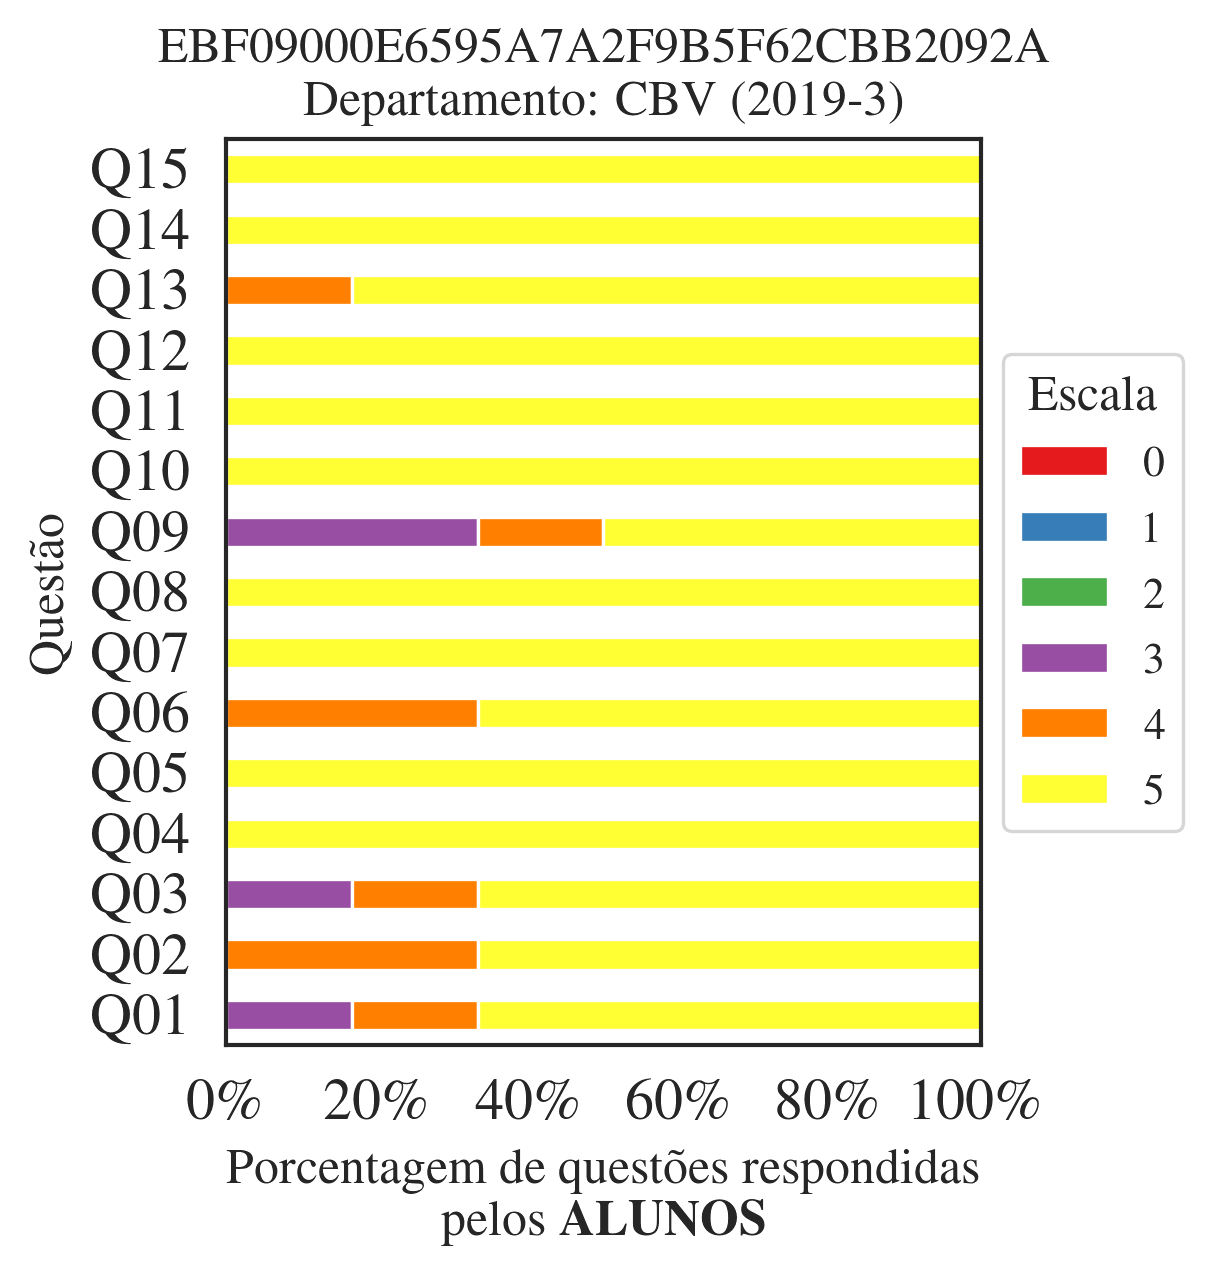 EBF09000E6595A7A2F9B5F62CBB2092A
Departamento: CBV (2019-3)
Questão
Q15
Q14
Q13
Q12
Q11
Q10
Q09
Q08
Q07
Q06
Q05
Q04
Q03
Q02
Q01
0% 20% 40% 60% 80% 100%
Porcentagem de questões respondidas
pelos ALUNOS
Escala
0
1
2
3
4
5